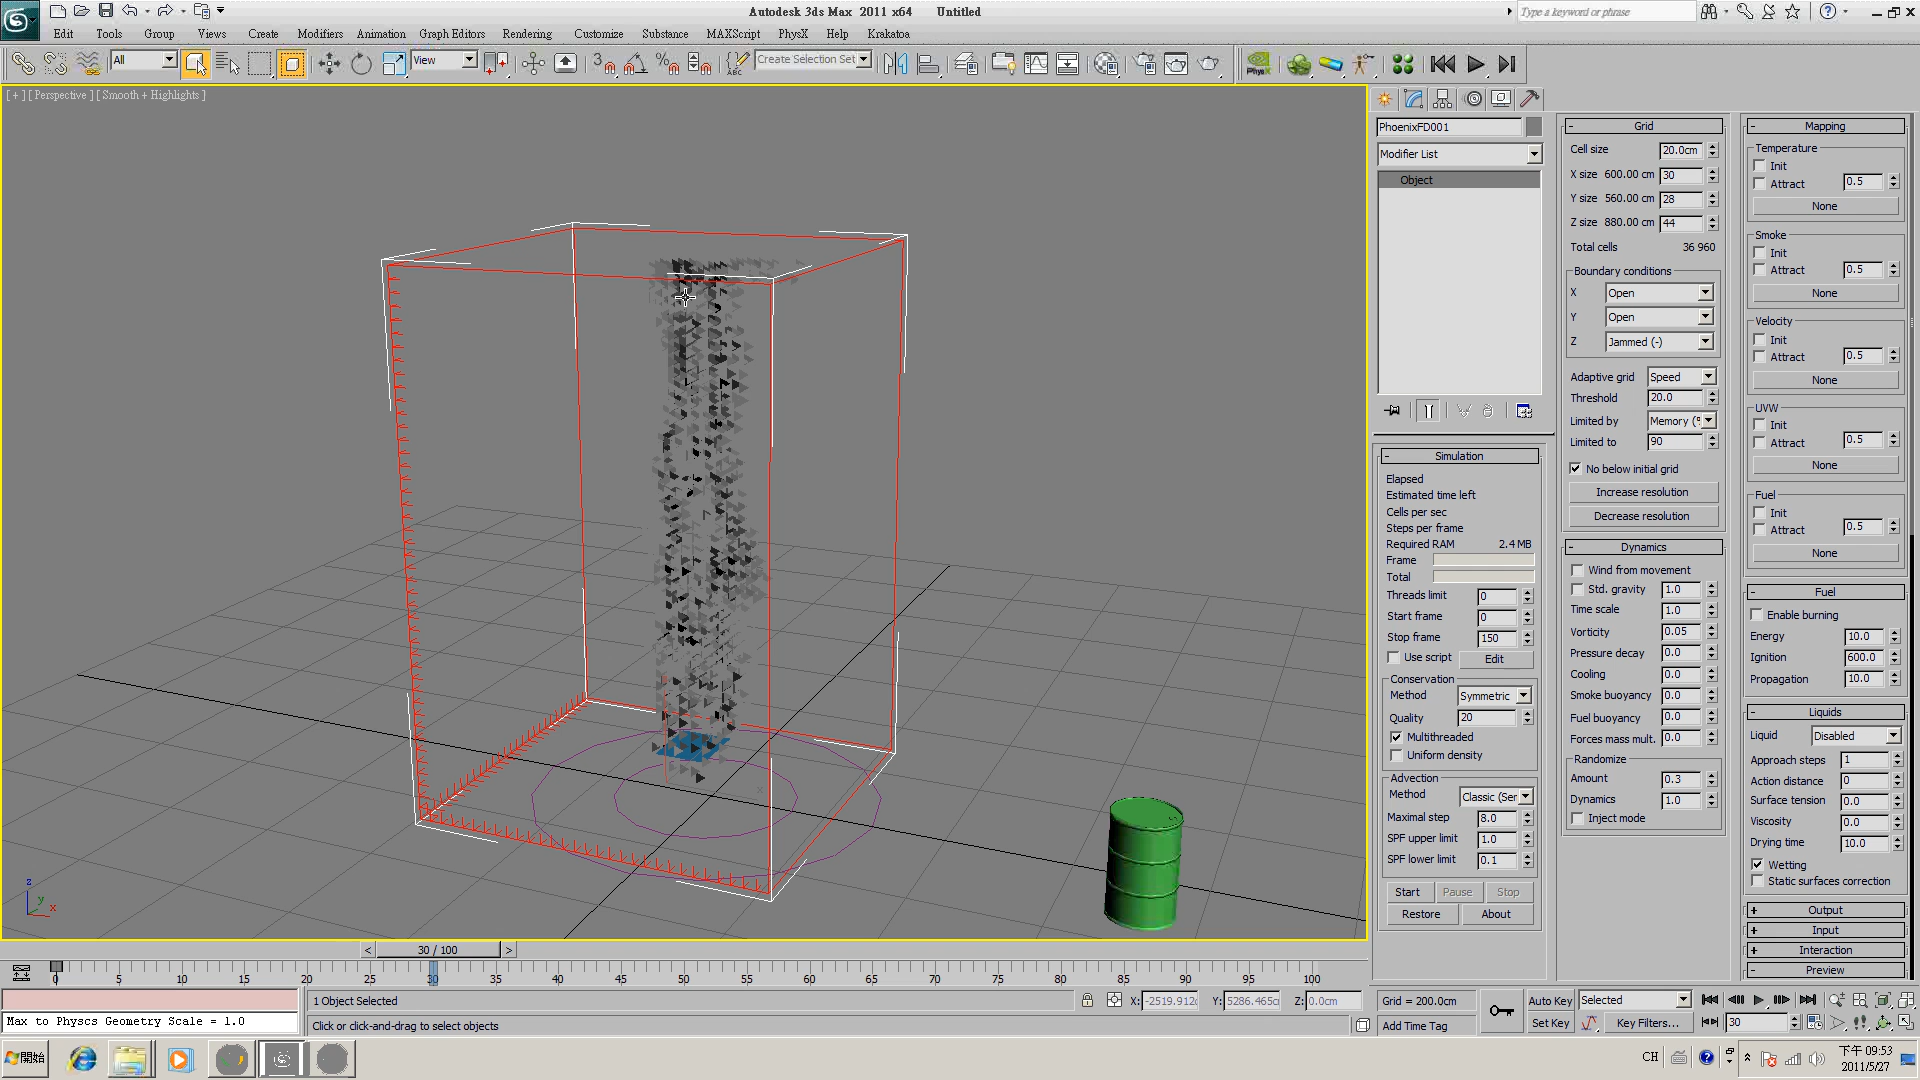 Autodesk 3ds Max 2011 x64 Untitled
Type a keyword or phrase
Edit Tools Group Views Create Modifiers Animation Graph Editors Rendering Customize Substance MAXScript PhysX Help Krakatoa
All
View
Create Selection Set
[ + ] [ Perspective ] [ Smooth + Highlights ]
z
y
x
PhoenixFD001
Modifier List
Object
- Simulation
Elapsed
Estimated time left
Cells per sec
Steps per frame
Required RAM 2.4 MB
Frame
Total
Threads limit 0
Start frame 0
Stop frame 150
Use script Edit
Conservation
Method Symmetric
Quality 20
Multithreaded
Uniform density
Advection
Method Classic (Ser
Maximal step 8.0
SPF upper limit 1.0
SPF lower limit 0.1
Start Pause Stop
Restore About
- Grid
Cell size 20.0cm
X size 600.00 cm 30
Y size 560.00 cm 28
Z size 880.00 cm 44
Total cells 36 960
Boundary conditions
X Open
Y Open
Z Jammed (-)
Adaptive grid Speed
Threshold 20.0
Limited by Memory (%
Limited to 90
No below initial grid
Increase resolution
Decrease resolution
- Dynamics
Wind from movement
Std. gravity 1.0
Time scale 1.0
Vorticity 0.05
Pressure decay 0.0
Cooling 0.0
Smoke buoyancy 0.0
Fuel buoyancy 0.0
Forces mass mult. 0.0
Randomize
Amount 0.3
Dynamics 1.0
Inject mode
- Mapping
Temperature
Init
Attract 0.5
None
Smoke
Init
Attract 0.5
None
Velocity
Init
Attract 0.5
None
UVW
Init
Attract 0.5
None
Fuel
Init
Attract 0.5
None
- Fuel
Enable burning
Energy 10.0
Ignition 600.0
Propagation 10.0
- Liquids
Liquid Disabled
Approach steps 1
Action distance 0
Surface tension 0.0
Viscosity 0.0
Drying time 10.0
Wetting
Static surfaces correction
+ Output
+ Input
+ Interaction
- Preview
< 30 / 100 >
0 5 10 15 20 25 30 35 40 45 50 55 60 65 70 75 80 85 90 95 100
1 Object Selected X: -2519.912c Y: 5286.465c Z: 0.0cm Grid = 200.0cm Auto Key Selected
Max to Physcs Geometry Scale = 1.0
Click or click-and-drag to select objects Add Time Tag Set Key Key Filters... 30
開始
CH
下午 09:53
2011/5/27